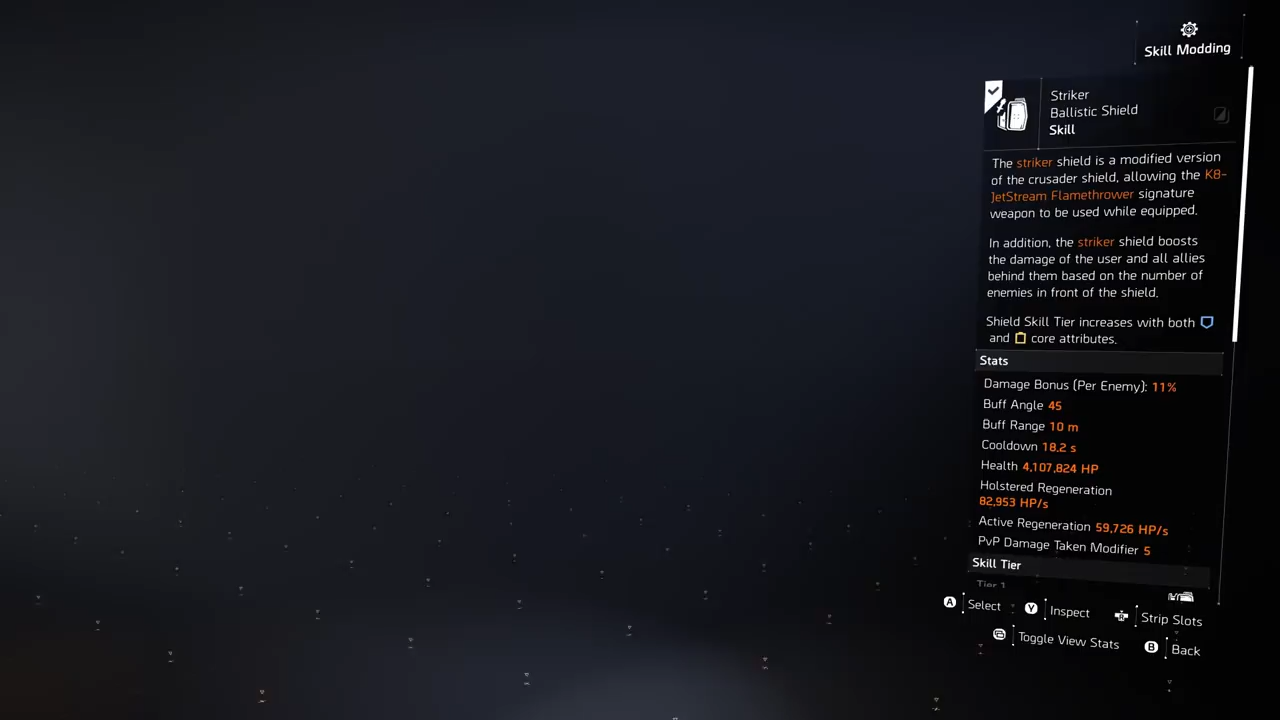 Skill Modding
Striker
Ballistic Shield
Skill
The striker shield is a modified version
of the crusader shield, allowing the K8-
JetStream Flamethrower signature
weapon to be used while equipped.
In addition, the striker shield boosts
the damage of the user and all allies
behind them based on the number of
enemies in front of the shield.
Shield Skill Tier increases with both
and core attributes.
Stats
Damage Bonus (Per Enemy): 11%
Buff Angle 45
Buff Range 10 m
Cooldown 18.2 s
Health 4,107,824 HP
Holstered Regeneration
82,953 HP/s
Active Regeneration 59,726 HP/s
PvP Damage Taken Modifier 5
Skill Tier
Tier 1
A Select Y Inspect R Strip Slots
Toggle View Stats B Back